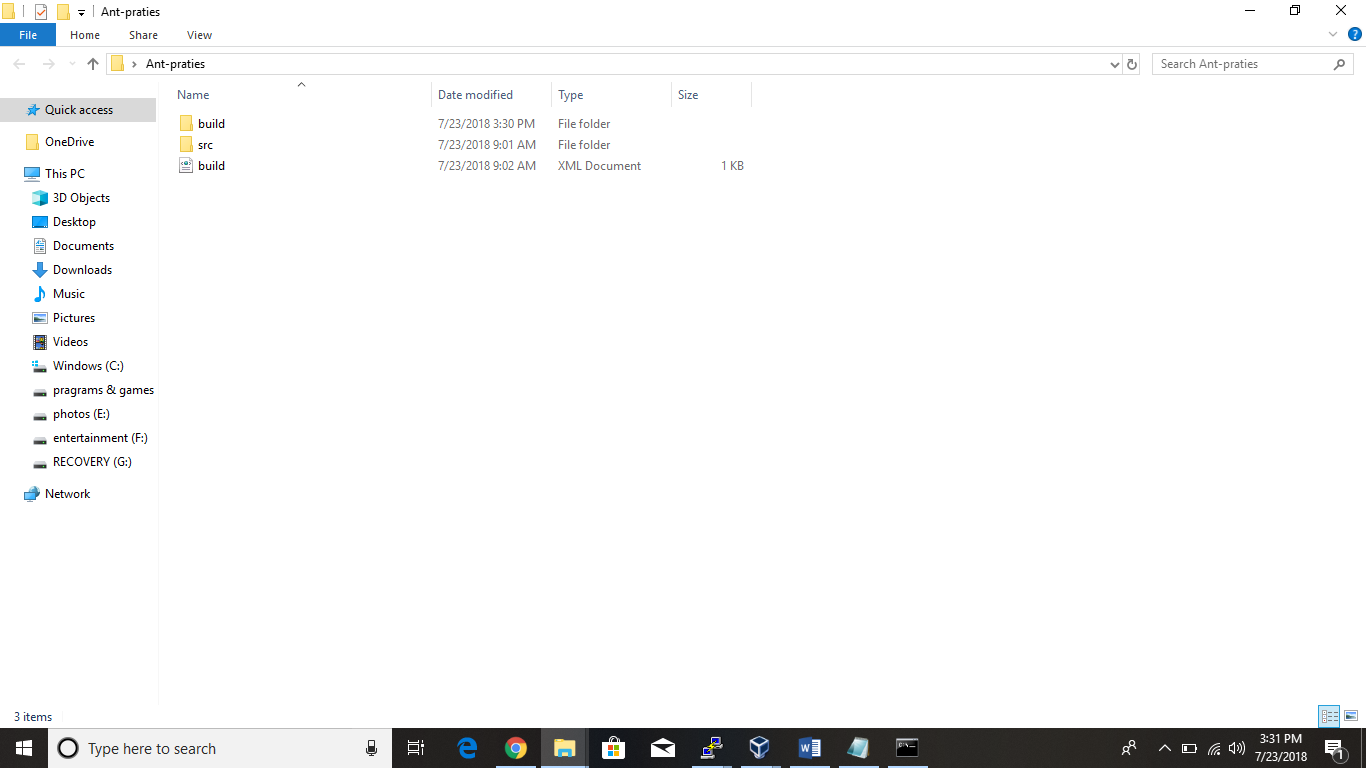 Ant-praties
File Home Share View
Ant-praties
Search Ant-praties
Name Date modified Type Size
Quick access
OneDrive
This PC
3D Objects
Desktop
Documents
Downloads
Music
Pictures
Videos
Windows (C:)
pragrams & games
photos (E:)
entertainment (F:)
RECOVERY (G:)
Network
build 7/23/2018 3:30 PM File folder
src 7/23/2018 9:01 AM File folder
build 7/23/2018 9:02 AM XML Document 1 KB
3 items
Type here to search
3:31 PM
7/23/2018
1